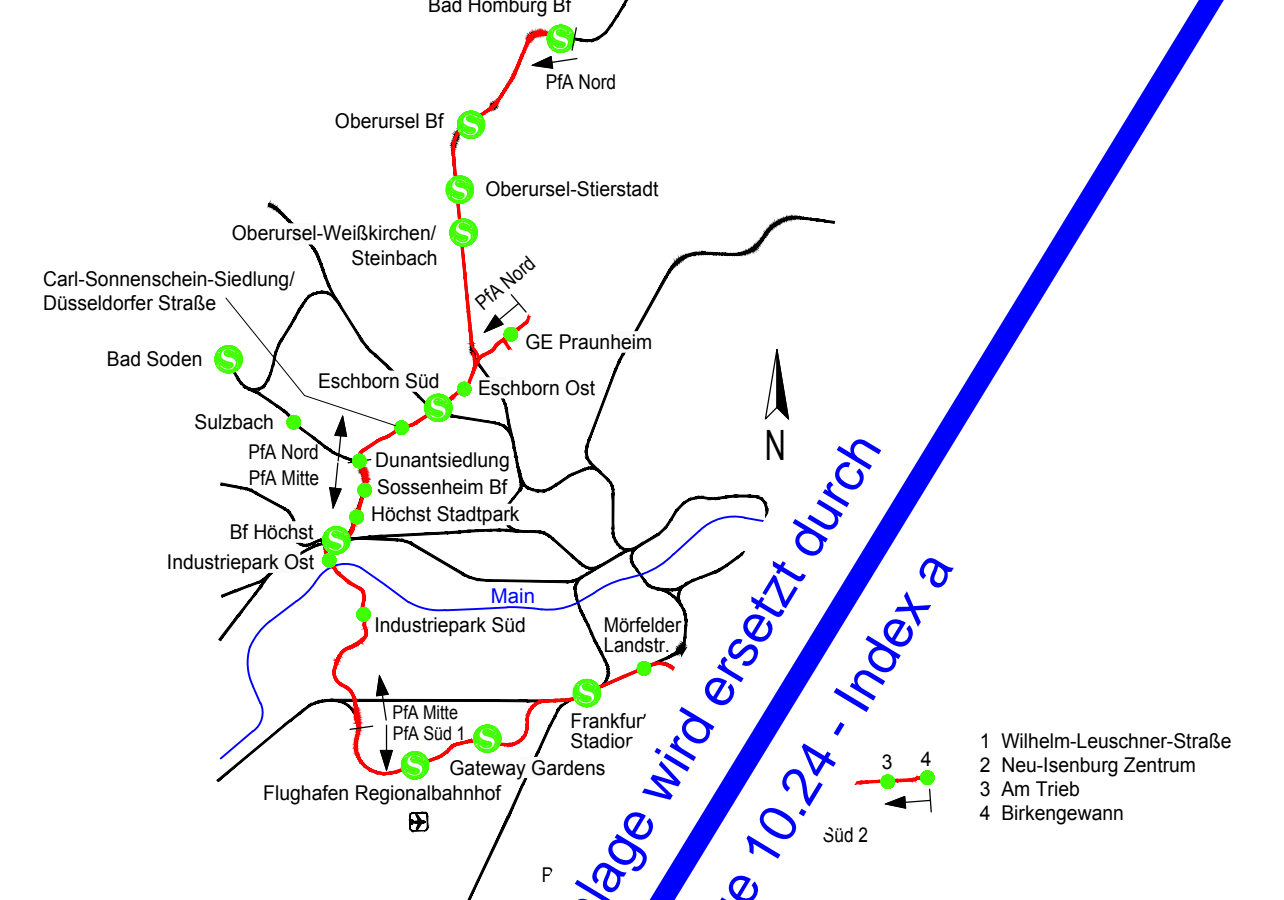 Bad Homburg Bf
PfA Nord
Oberursel Bf
Oberursel-Stierstadt
Oberursel-Weißkirchen/
Steinbach
Carl-Sonnenschein-Siedlung/
Düsseldorfer Straße
PfA Nord
GE Praunheim
Bad Soden
Eschborn Süd
Eschborn Ost
Sulzbach
PfA Nord
PfA Mitte
Dunantsiedlung
Sossenheim Bf
Höchst Stadtpark
Bf Höchst
Industriepark Ost
N
Main
Industriepark Süd
Mörfelder
Landstr.
PfA Mitte
PfA Süd 1
Frankfur
Stadior
Gateway Gardens
Flughafen Regionalbahnhof
lage wird ersetzt durch
e 10.24 - Index a
3 4
Süd 2
1 Wilhelm-Leuschner-Straße
2 Neu-Isenburg Zentrum
3 Am Trieb
4 Birkengewann